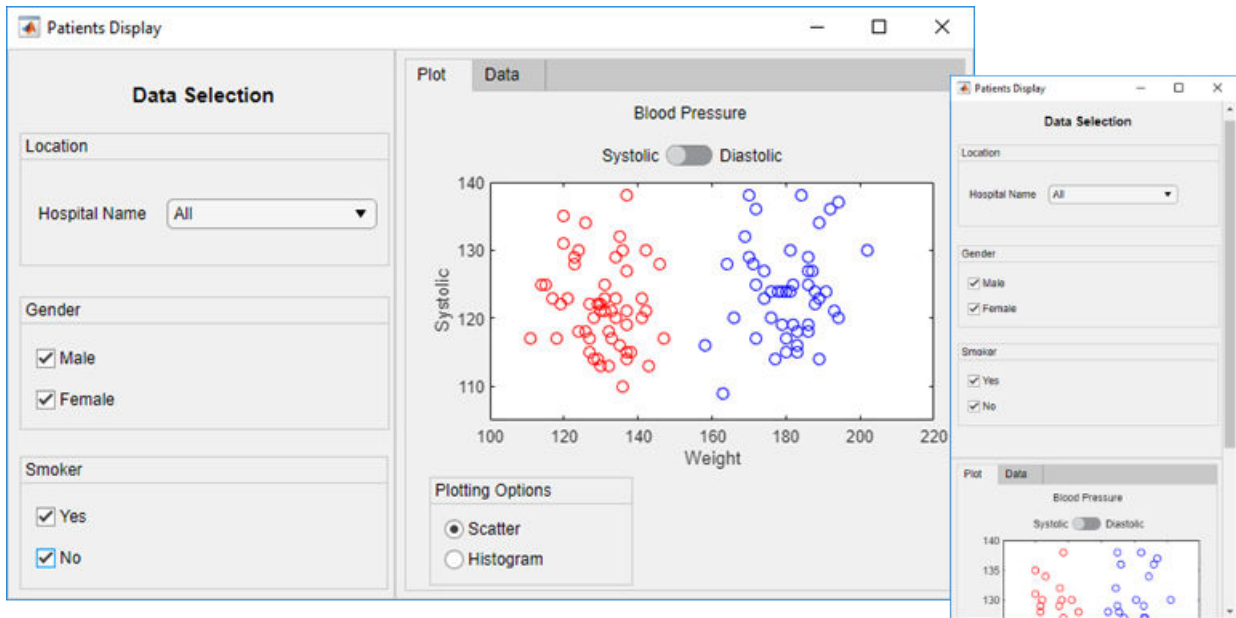 Patients Display
Data Selection
Location
Hospital Name All
Gender
Male
Female
Smoker
Yes
No
Plot Data
Blood Pressure
Systolic Diastolic
140
130
120
110
Systolic
100 120 140 160 180 200 220
Weight
Plotting Options
Scatter
Histogram
Patients Display
Data Selection
Location
Hospital Name All
Gender
Male
Female
Smoker
Yes
No
Plot Data
Blood Pressure
Systolic Diastolic
140
135
130